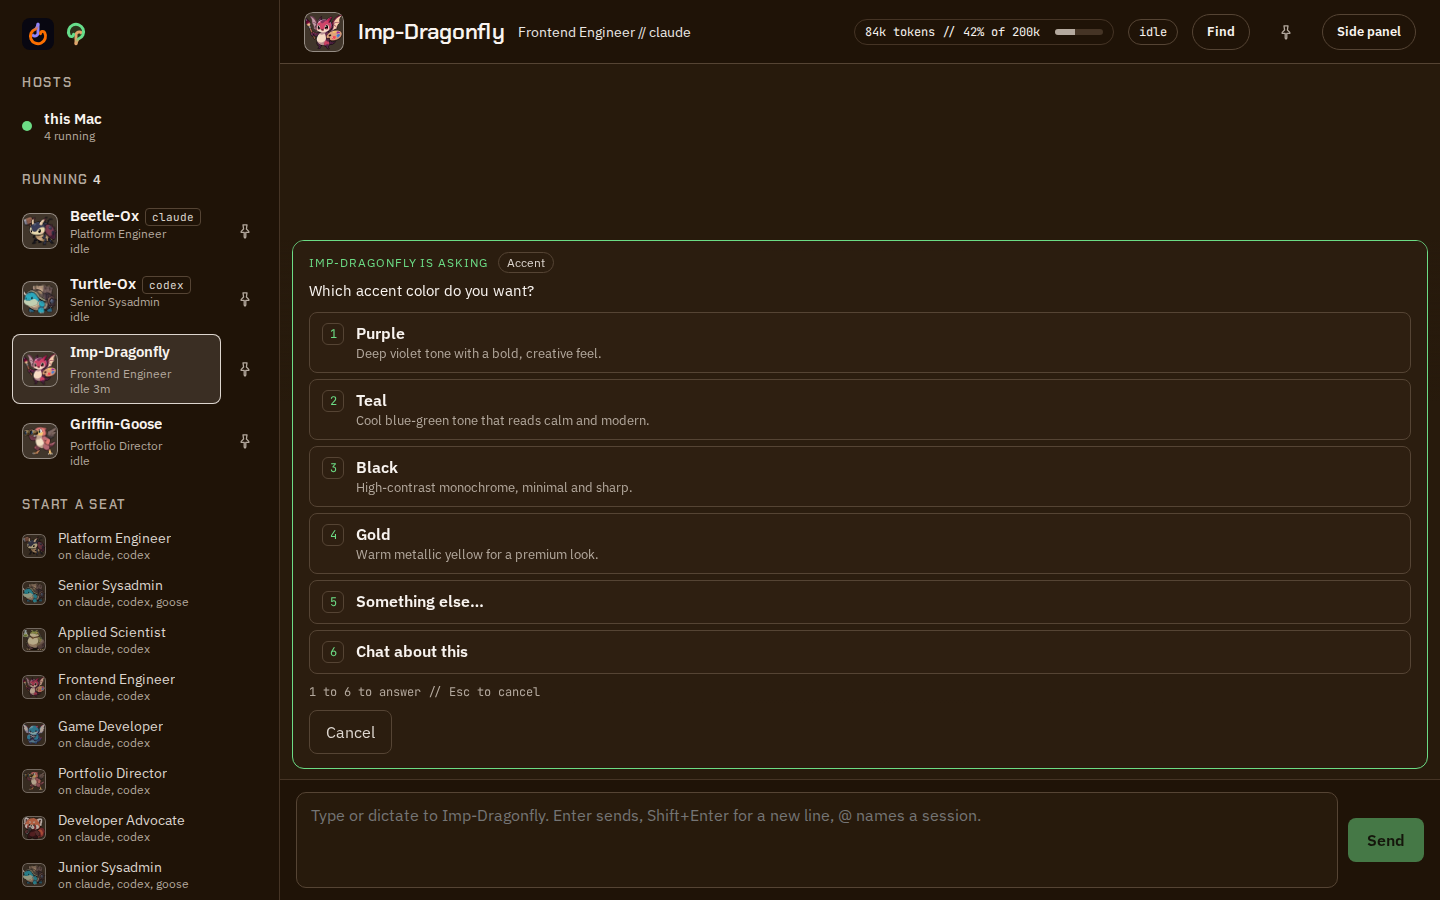 HOSTS
this Mac
4 running
RUNNING 4
Beetle-Ox claude
Platform Engineer
idle
Turtle-Ox codex
Senior Sysadmin
idle
Imp-Dragonfly
Frontend Engineer
idle 3m
Griffin-Goose
Portfolio Director
idle
START A SEAT
Platform Engineer
on claude, codex
Senior Sysadmin
on claude, codex, goose
Applied Scientist
on claude, codex
Frontend Engineer
on claude, codex
Game Developer
on claude, codex
Portfolio Director
on claude, codex
Developer Advocate
on claude, codex
Junior Sysadmin
on claude, codex, goose
Imp-Dragonfly Frontend Engineer // claude
84k tokens // 42% of 200k
idle
Find
Side panel
IMP-DRAGONFLY IS ASKING Accent
Which accent color do you want?
1 Purple
Deep violet tone with a bold, creative feel.
2 Teal
Cool blue-green tone that reads calm and modern.
3 Black
High-contrast monochrome, minimal and sharp.
4 Gold
Warm metallic yellow for a premium look.
5 Something else...
6 Chat about this
1 to 6 to answer // Esc to cancel
Cancel
Type or dictate to Imp-Dragonfly. Enter sends, Shift+Enter for a new line, @ names a session.
Send